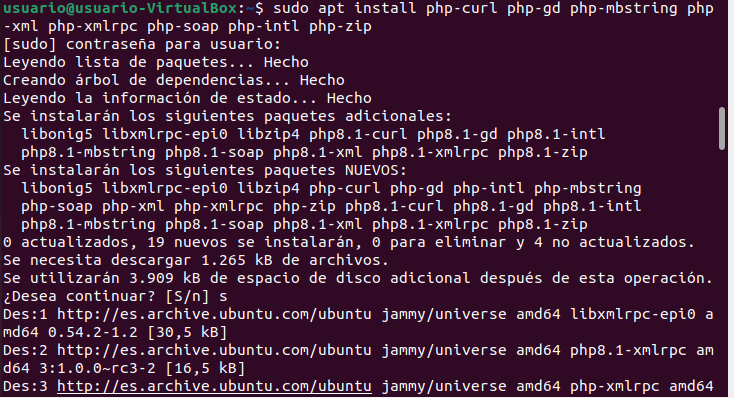 usuario@usuario-VirtualBox:~$ sudo apt install php-curl php-gd php-mbstring php
-xml php-xmlrpc php-soap php-intl php-zip
[sudo] contraseña para usuario:
Leyendo lista de paquetes... Hecho
Creando árbol de dependencias... Hecho
Leyendo la información de estado... Hecho
Se instalarán los siguientes paquetes adicionales:
  libonig5 libxmlrpc-epi0 libzip4 php8.1-curl php8.1-gd php8.1-intl
  php8.1-mbstring php8.1-soap php8.1-xml php8.1-xmlrpc php8.1-zip
Se instalarán los siguientes paquetes NUEVOS:
  libonig5 libxmlrpc-epi0 libzip4 php-curl php-gd php-intl php-mbstring
  php-soap php-xml php-xmlrpc php-zip php8.1-curl php8.1-gd php8.1-intl
  php8.1-mbstring php8.1-soap php8.1-xml php8.1-xmlrpc php8.1-zip
0 actualizados, 19 nuevos se instalarán, 0 para eliminar y 4 no actualizados.
Se necesita descargar 1.265 kB de archivos.
Se utilizarán 3.909 kB de espacio de disco adicional después de esta operación.
¿Desea continuar? [S/n] s
Des:1 http://es.archive.ubuntu.com/ubuntu jammy/universe amd64 libxmlrpc-epi0 a
md64 0.54.2-1.2 [30,5 kB]
Des:2 http://es.archive.ubuntu.com/ubuntu jammy/universe amd64 php8.1-xmlrpc am
d64 3:1.0.0~rc3-2 [16,5 kB]
Des:3 http://es.archive.ubuntu.com/ubuntu jammy/universe amd64 php-xmlrpc amd64